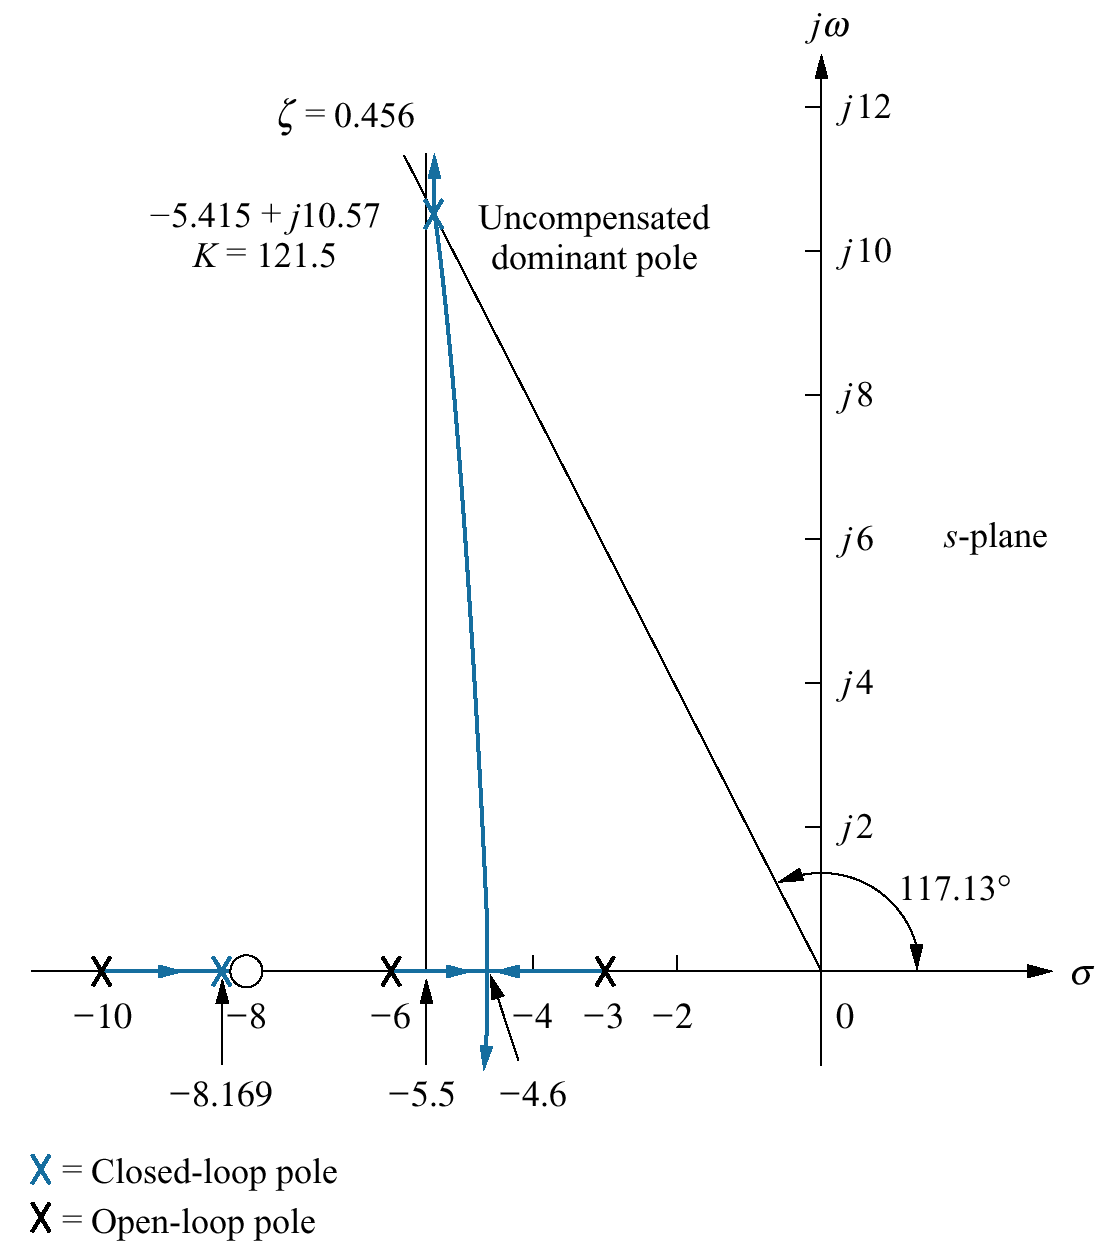 jω
j12
ζ = 0.456
−5.415 + j10.57
K = 121.5
Uncompensated
dominant pole
j10
j8
j6
s-plane
j4
j2
117.13°
σ
−10
−8
−6
−4
−3
−2
0
−8.169
−5.5
−4.6
X = Closed-loop pole
X = Open-loop pole